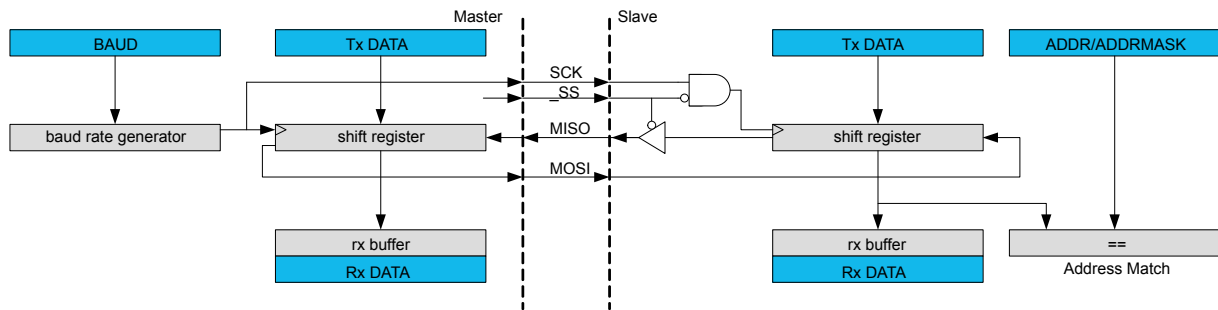 Master
Slave
BAUD
Tx DATA
Tx DATA
ADDR/ADDRMASK
SCK
_SS
baud rate generator
shift register
MISO
shift register
MOSI
rx buffer
rx buffer
==
Rx DATA
Rx DATA
Address Match